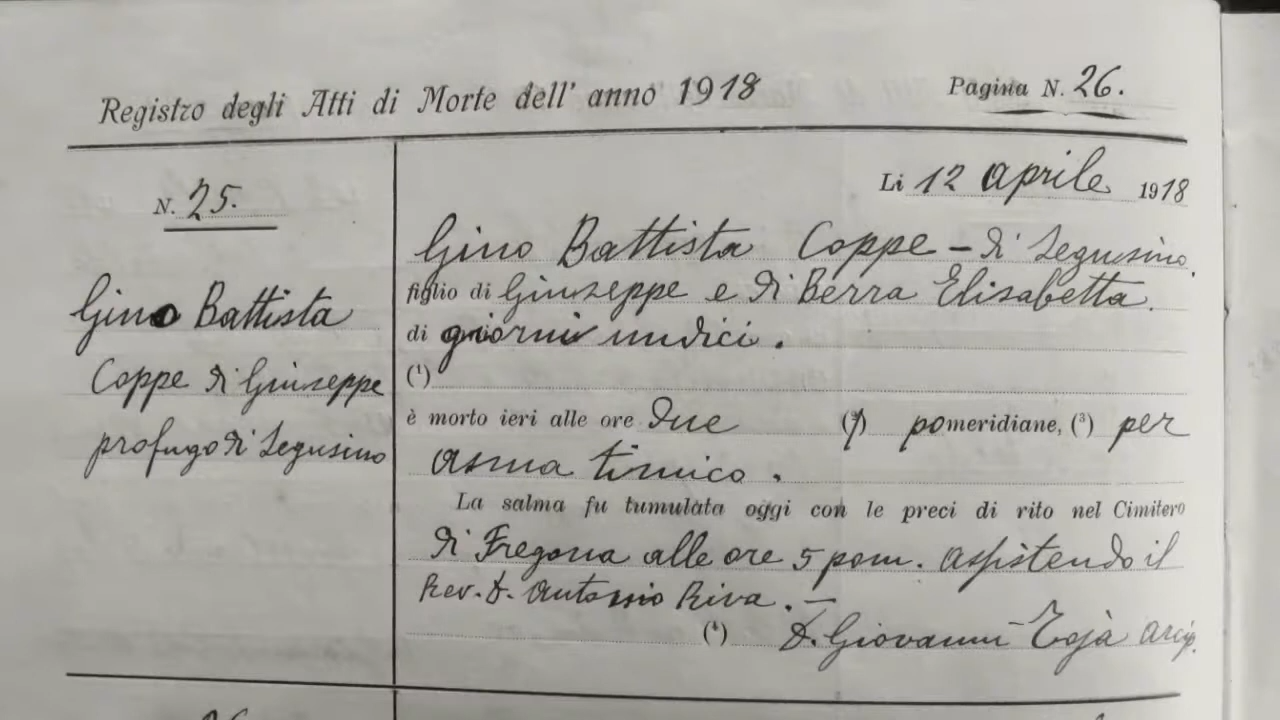 Registro degli Atti di Morte dell' anno 1918
Pagina N. 26.
N. 25.
Gino Battista
Coppe di Giuseppe
profugo di Segusino
Li 12 Aprile 1918
Gino Battista Coppe - di Segusino.
figlio di Giuseppe e di Berra Elisabetta.
di giorni undici.
(¹)
è morto ieri alle ore due (²) pomeridiane, (³) per
asma timico.
La salma fu tumulata oggi con le preci di rito nel Cimitero
di Fregona alle ore 5 pom. assistendo il
Rev. D. Antonio Riva. —
(⁴) D. Giovanni Tojà arcip.